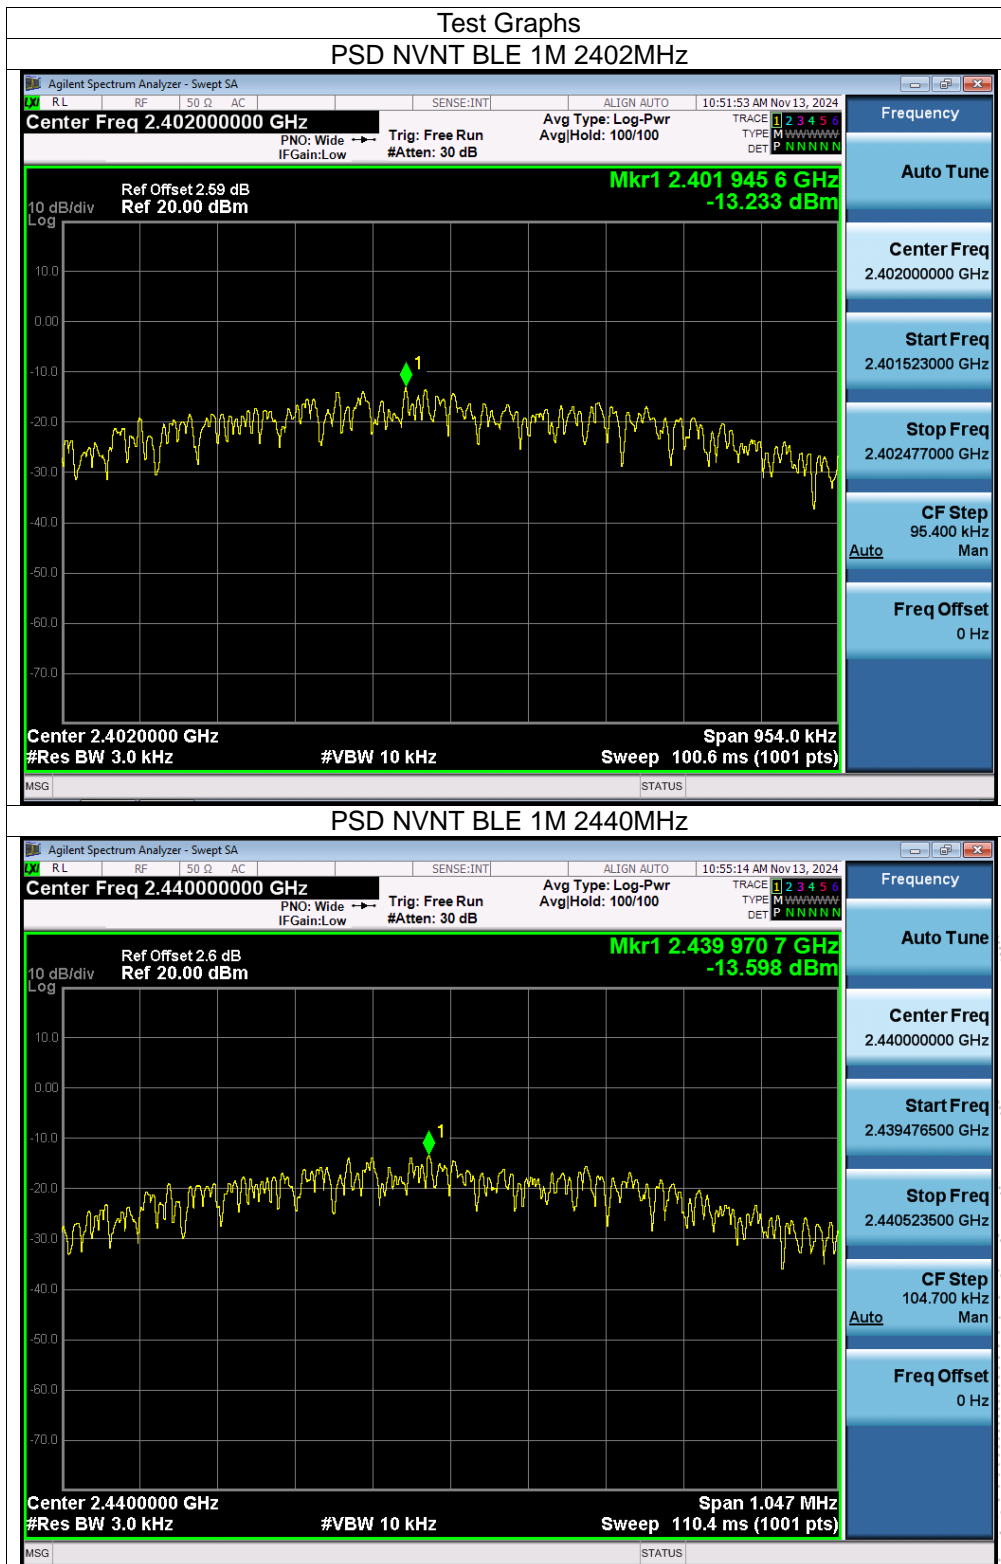 Test Graphs
PSD NVNT BLE 1M 2402MHz
Agilent Spectrum Analyzer - Swept SA
LXI RL RF 50 Ω AC SENSE:INT ALIGN AUTO 10:51:53 AM Nov 13, 2024
Center Freq 2.402000000 GHz Avg Type: Log-Pwr TRACE 1 2 3 4 5 6
PNO: Wide Trig: Free Run Avg|Hold: 100/100 TYPE M WWWWW
IFGain:Low #Atten: 30 dB DET P N N N N N
Mkr1 2.401 945 6 GHz
-13.233 dBm
Ref Offset 2.59 dB
10 dB/div Ref 20.00 dBm
Log
10.0
0.00
1
-10.0
-20.0
-30.0
-40.0
-50.0
-60.0
-70.0
Center 2.4020000 GHz Span 954.0 kHz
#Res BW 3.0 kHz #VBW 10 kHz Sweep 100.6 ms (1001 pts)
MSG STATUS
Frequency
Auto Tune
Center Freq
2.402000000 GHz
Start Freq
2.401523000 GHz
Stop Freq
2.402477000 GHz
CF Step
95.400 kHz
Auto Man
Freq Offset
0 Hz
PSD NVNT BLE 1M 2440MHz
Agilent Spectrum Analyzer - Swept SA
LXI RL RF 50 Ω AC SENSE:INT ALIGN AUTO 10:55:14 AM Nov 13, 2024
Center Freq 2.440000000 GHz Avg Type: Log-Pwr TRACE 1 2 3 4 5 6
PNO: Wide Trig: Free Run Avg|Hold: 100/100 TYPE M WWWWW
IFGain:Low #Atten: 30 dB DET P N N N N N
Mkr1 2.439 970 7 GHz
-13.598 dBm
Ref Offset 2.6 dB
10 dB/div Ref 20.00 dBm
Log
10.0
0.00
1
-10.0
-20.0
-30.0
-40.0
-50.0
-60.0
-70.0
Center 2.4400000 GHz Span 1.047 MHz
#Res BW 3.0 kHz #VBW 10 kHz Sweep 110.4 ms (1001 pts)
MSG STATUS
Frequency
Auto Tune
Center Freq
2.440000000 GHz
Start Freq
2.439476500 GHz
Stop Freq
2.440523500 GHz
CF Step
104.700 kHz
Auto Man
Freq Offset
0 Hz